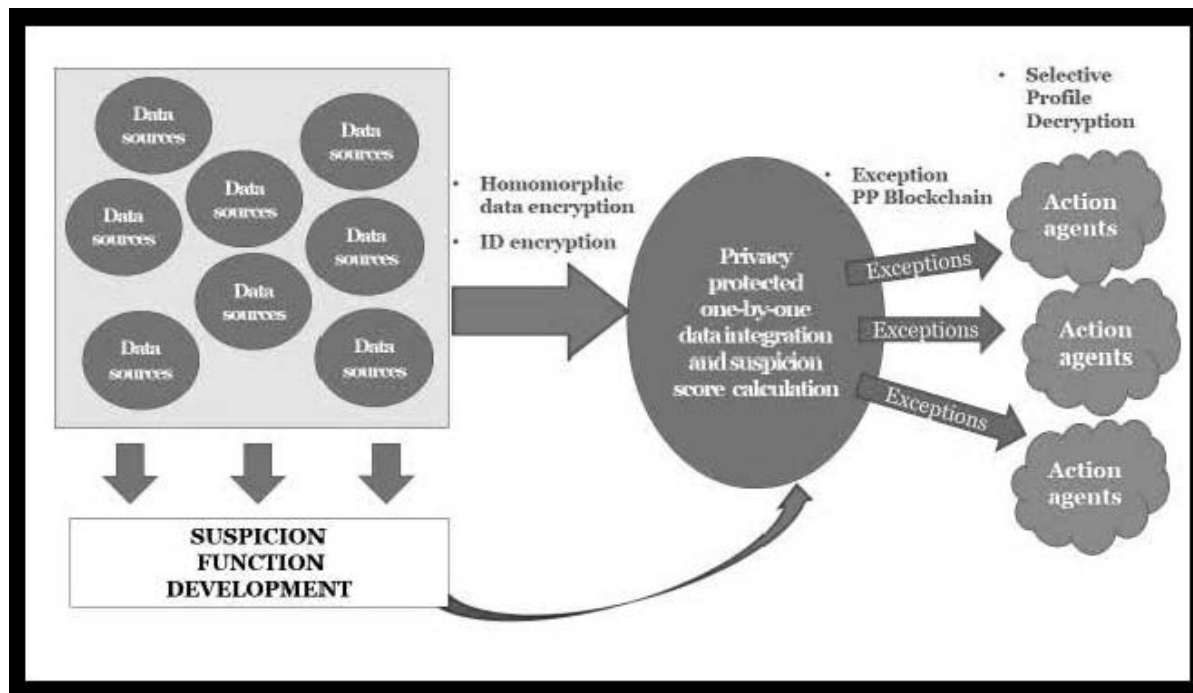 Data
sources
Data
sources
Data
sources
Data
sources
Data
sources
Data
sources
Data
sources
Data
sources
SUSPICION
FUNCTION
DEVELOPMENT
• Homomorphic
data encryption
• ID encryption
Privacy
protected
one-by-one
data integration
and suspicion
score calculation
• Exception
PP Blockchain
Exceptions
Exceptions
Exceptions
• Selective
Profile
Decryption
Action
agents
Action
agents
Action
agents